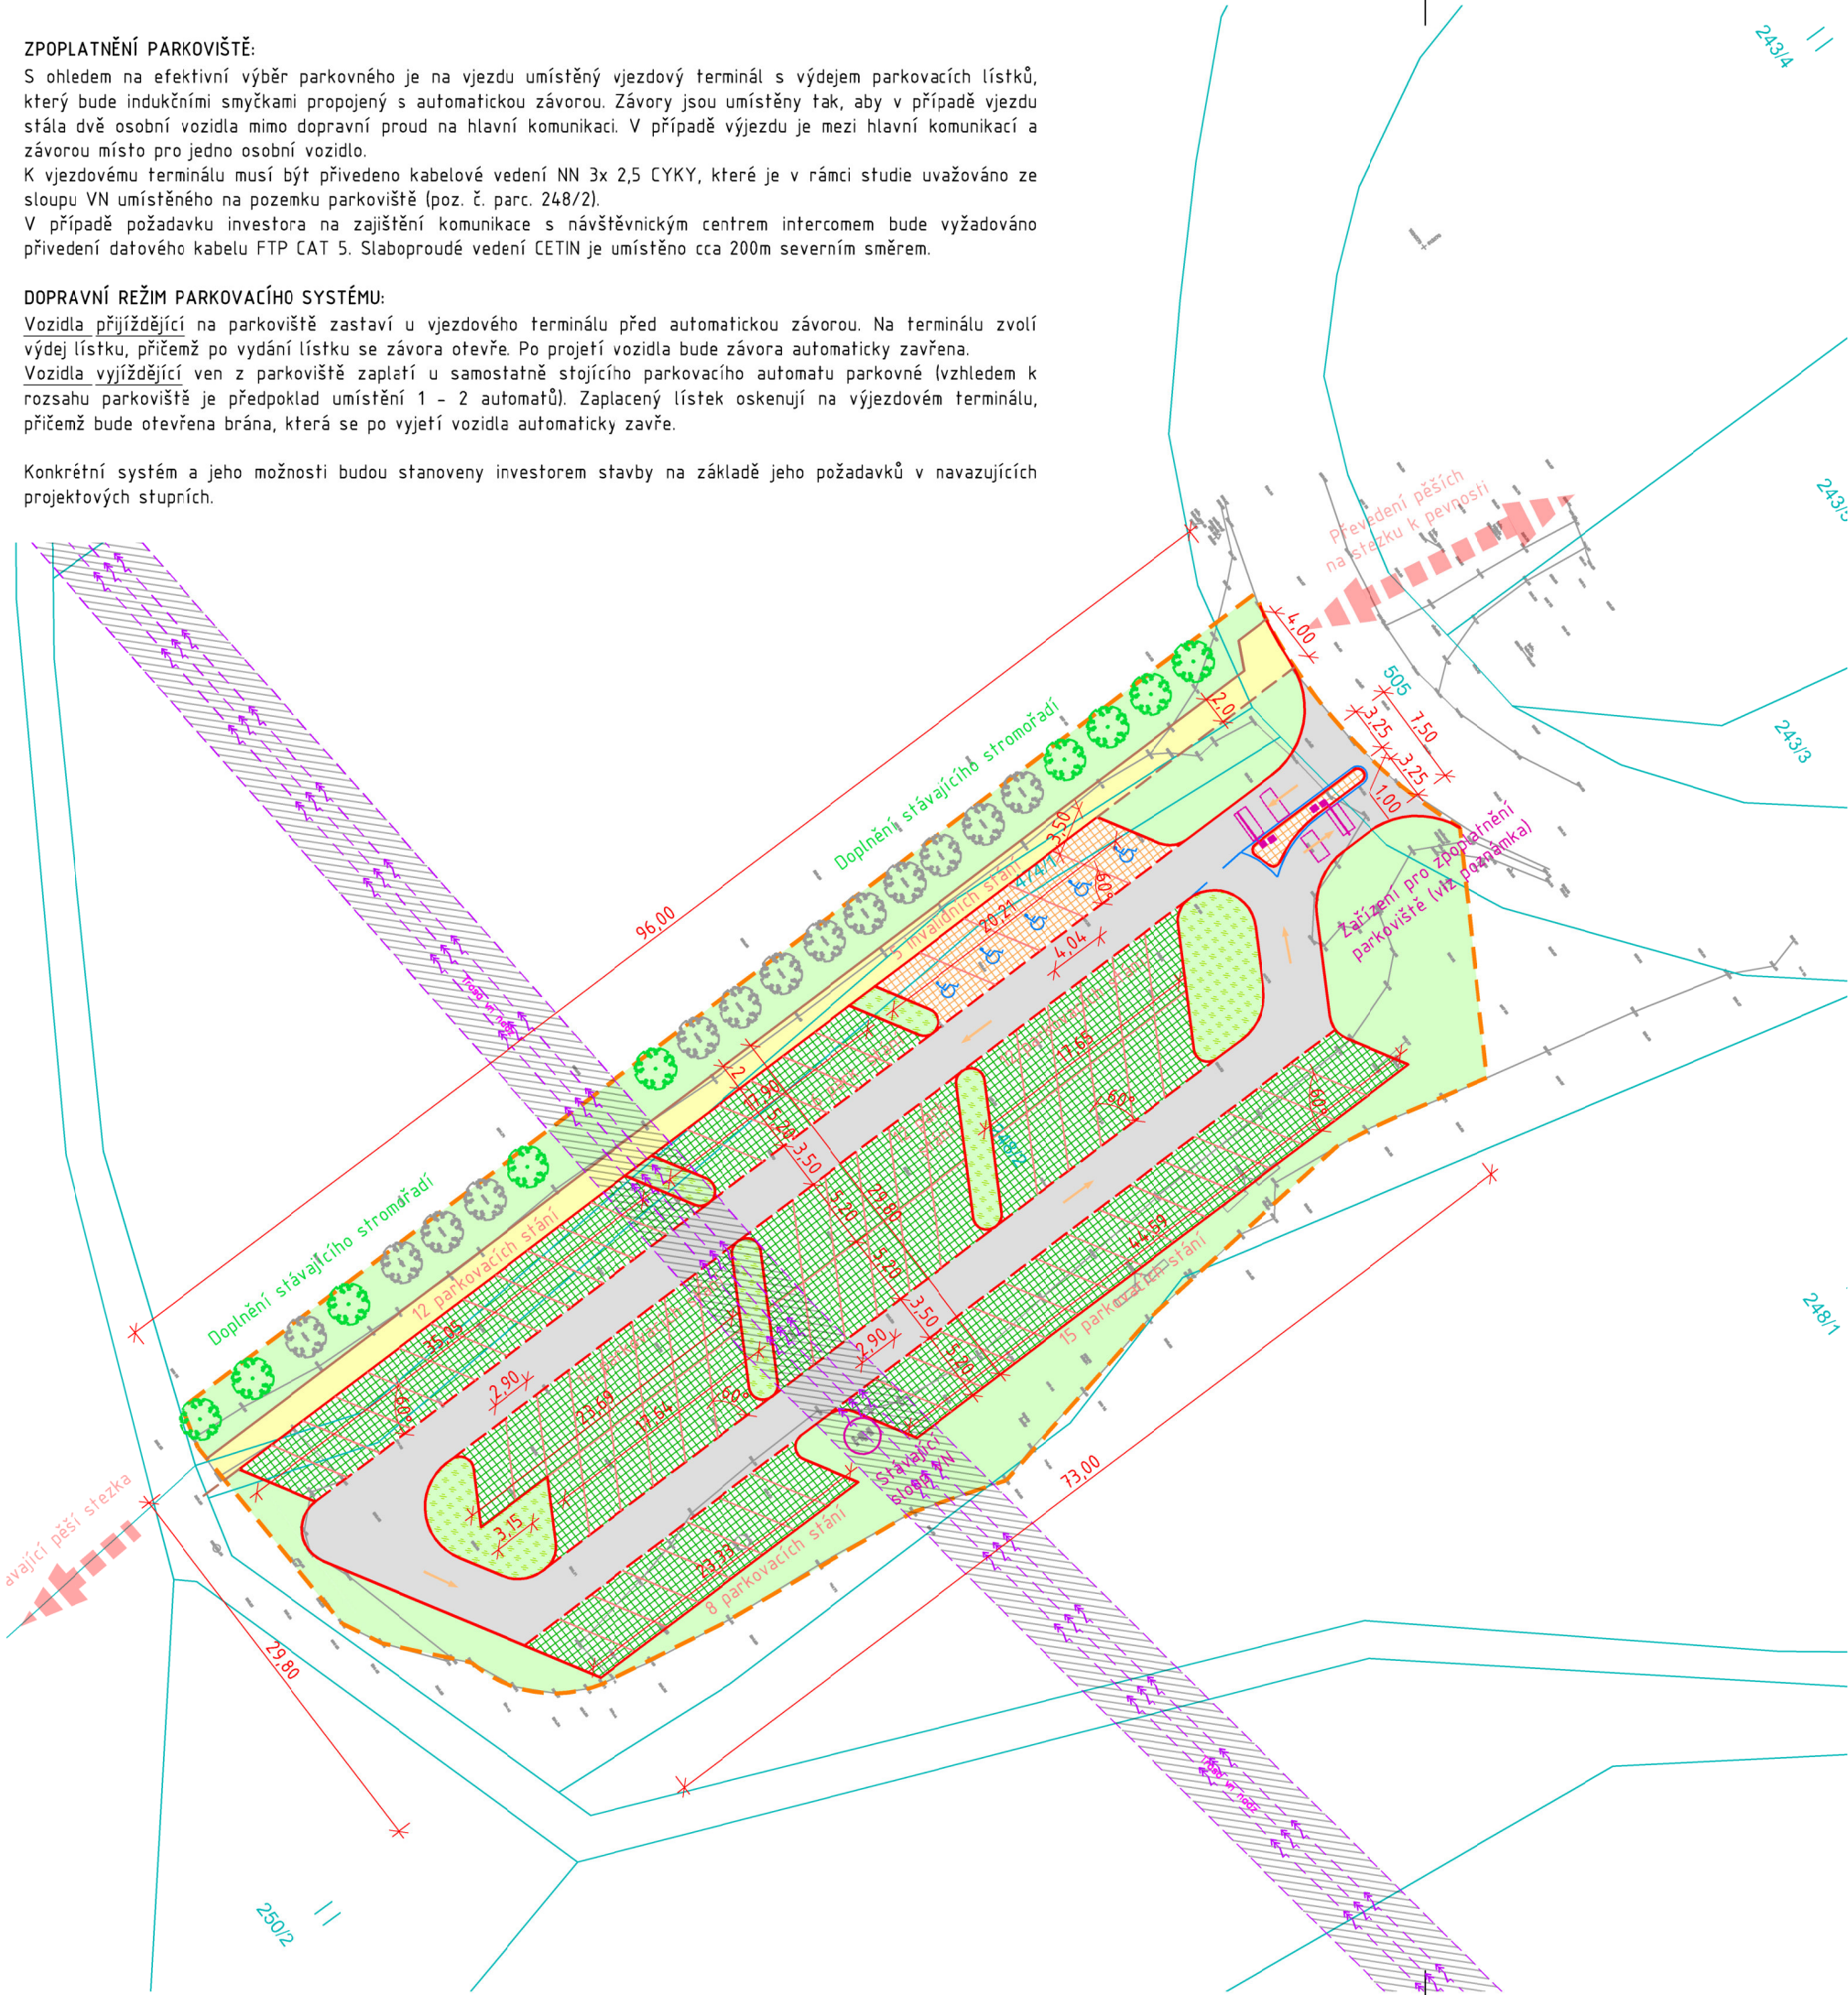 ZPOPLATNĚNÍ PARKOVIŠTĚ:
S ohledem na efektivní výběr parkovného je na vjezdu umístěný vjezdový terminál s výdejem parkovacích lístků,
který bude indukčními smyčkami propojený s automatickou závorou. Závory jsou umístěny tak, aby v případě vjezdu
stála dvě osobní vozidla mimo dopravní proud na hlavní komunikaci. V případě výjezdu je mezi hlavní komunikací a
závorou místo pro jedno osobní vozidlo.
K vjezdovému terminálu musí být přivedeno kabelové vedení NN 3x 2,5 CYKY, které je v rámci studie uvažováno ze
sloupu VN umístěného na pozemku parkoviště (poz. č. parc. 248/2).
V případě požadavku investora na zajištění komunikace s návštěvnickým centrem intercomem bude vyžadováno
přivedení datového kabelu FTP CAT 5. Slaboproudé vedení CETIN je umístěno cca 200m severním směrem.
DOPRAVNÍ REŽIM PARKOVACÍHO SYSTÉMU:
Vozidla přijíždějící na parkoviště zastaví u vjezdového terminálu před automatickou závorou. Na terminálu zvolí
výdej lístku, přičemž po vydání lístku se závora otevře. Po projetí vozidla bude závora automaticky zavřena.
Vozidla vyjíždějící ven z parkoviště zaplatí u samostatně stojícího parkovacího automatu parkovné (vzhledem k
rozsahu parkoviště je předpoklad umístění 1 - 2 automatů). Zaplacený lístek oskenují na výjezdovém terminálu,
přičemž bude otevřena brána, která se po vyjetí vozidla automaticky zavře.
Konkrétní systém a jeho možnosti budou stanoveny investorem stavby na základě jeho požadavků v navazujících
projektových stupních.
243/4
243/5
Převedení pěších
na stezku k pevnosti
4,00
505
7,50
3,25
3,25
1,00
243/3
Doplnění stávajícího stromořadí
Zařízení pro zpoplatnění
parkoviště (viz poznámka)
3,50
474/1
5 invalidních stání
20,21
60°
4,04
96,00
17,65
60°
60°
248/2
17,90
5,20
3,50
5,20
29,80
5,20
3,50
5,20
2,90
44,59
15 parkovacích stání
Doplnění stávajícího stromořadí
12 parkovacích stání
35,05
2,90
60°
23,69
17,64
60°
3,15
Stávající
sloup VN
23,33
8 parkovacích stání
73,00
248/1
29,80
250/2